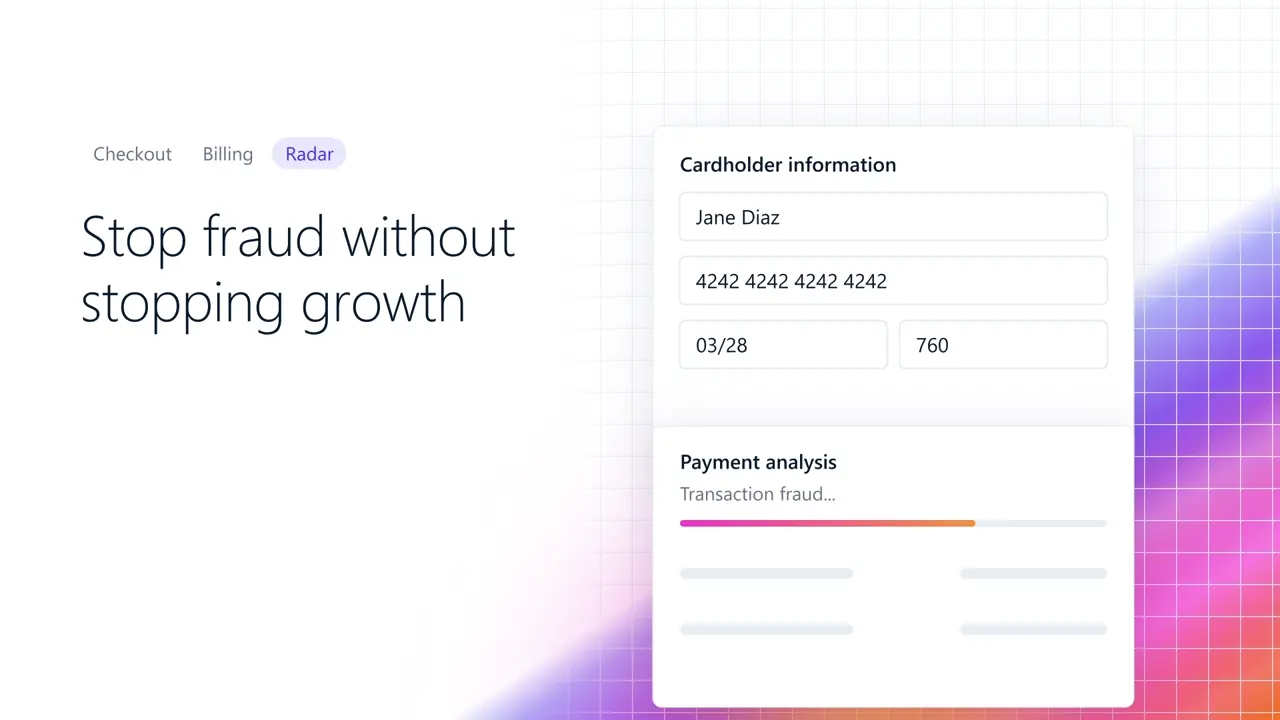 Checkout Billing Radar
Stop fraud without
stopping growth
Cardholder information
Jane Diaz
4242 4242 4242 4242
03/28 760
Payment analysis
Transaction fraud...